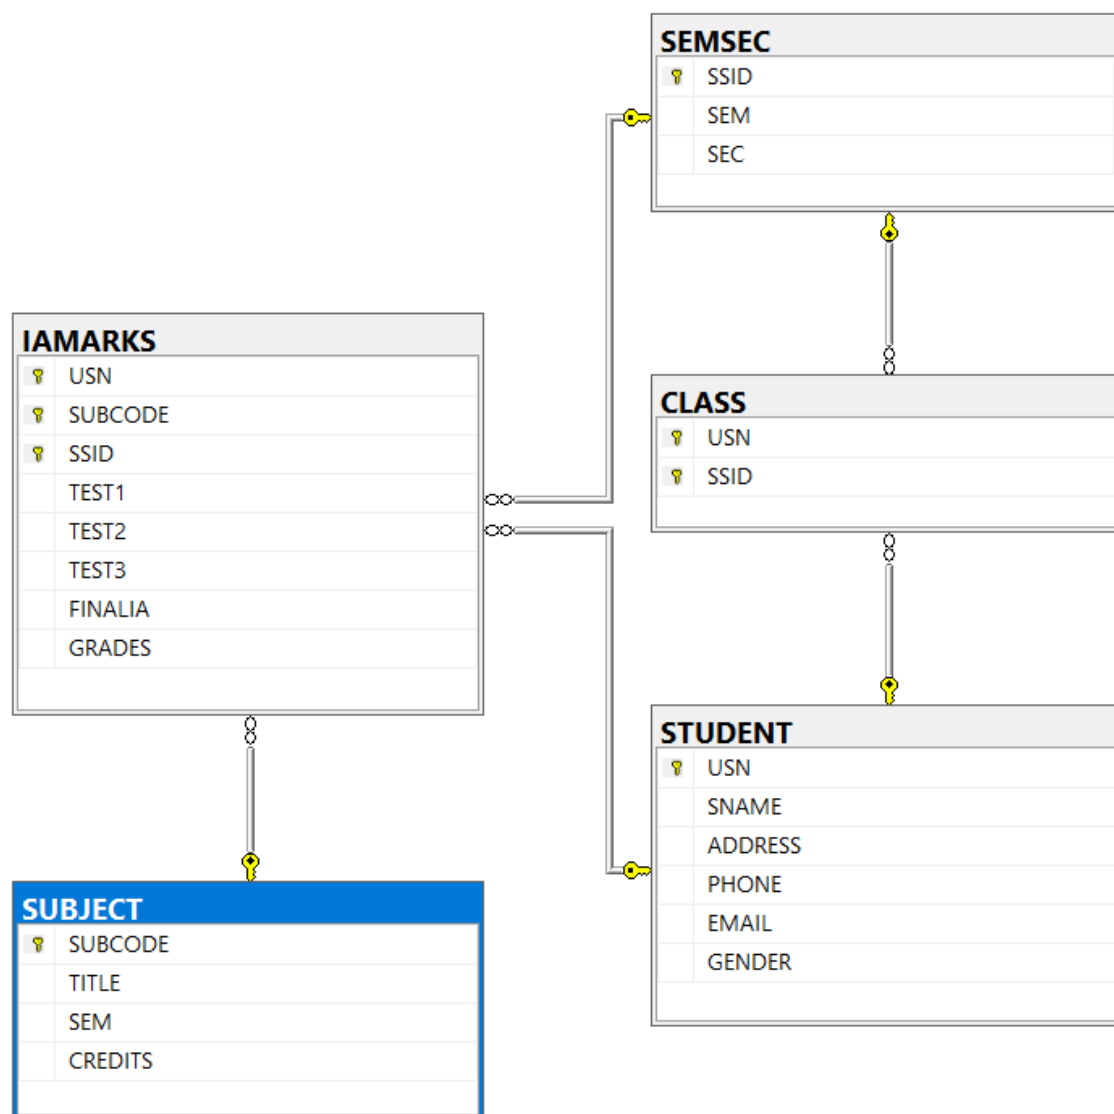 SEMSEC
SSID
SEM
SEC
IAMARKS
USN
SUBCODE
SSID
TEST1
TEST2
TEST3
FINALIA
GRADES
CLASS
USN
SSID
STUDENT
USN
SNAME
ADDRESS
PHONE
EMAIL
GENDER
SUBJECT
SUBCODE
TITLE
SEM
CREDITS